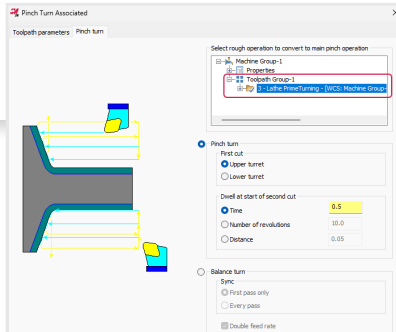 Pinch Turn Associated
Toolpath parameters Pinch turn
Select rough operation to convert to main pinch operation
Machine Group-1
Properties
Toolpath Group-1
3 - Lathe PrimeTurning - [WCS: Machine Group-
Pinch turn
First cut
Upper turret
Lower turret
Dwell at start of second cut
Time 0.5
Number of revolutions 10.0
Distance 0.05
Balance turn
Sync
First pass only
Every pass
Double feed rate